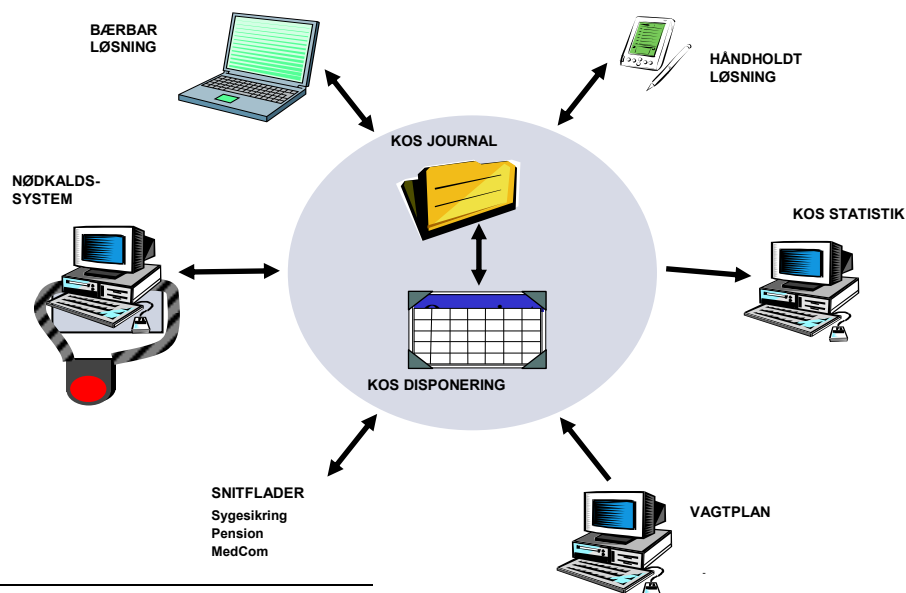 BÆRBAR
LØSNING
HÅNDHOLDT
LØSNING
KOS JOURNAL
NØDKALDS-
SYSTEM
KOS STATISTIK
KOS DISPONERING
SNITFLADER
Sygesikring
Pension
MedCom
VAGTPLAN